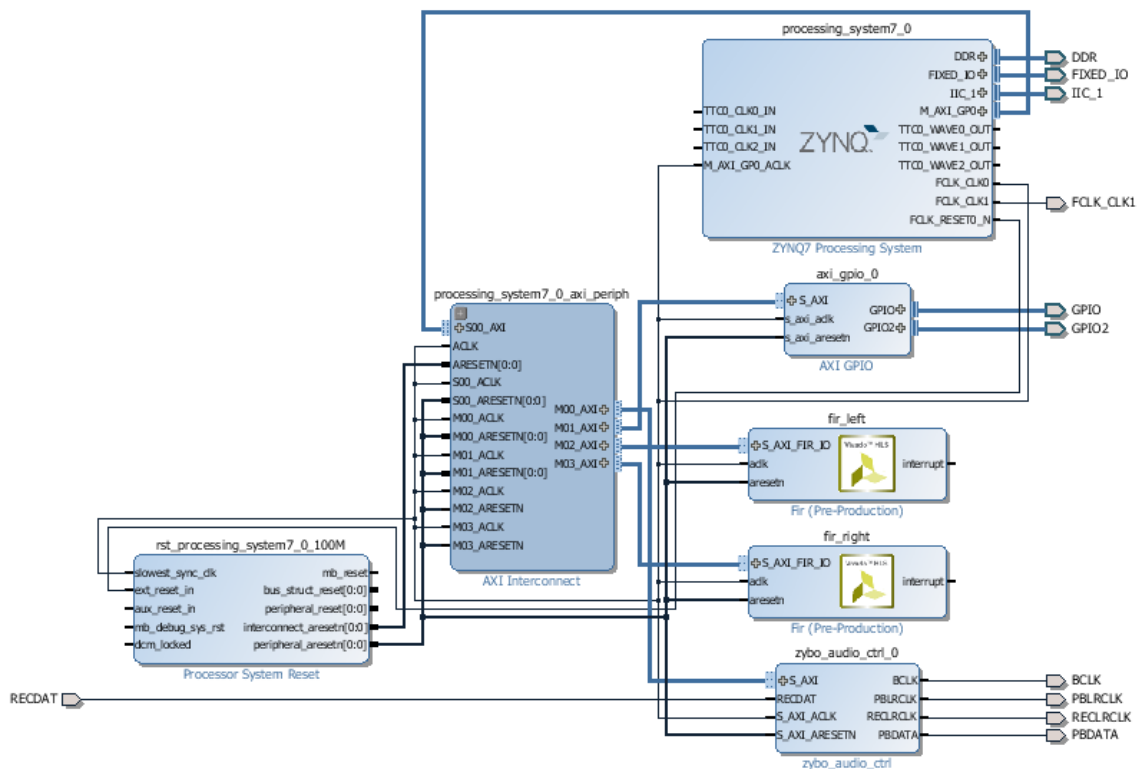 processing_system7_0
DDR
FIXED_IO
IIC_1
M_AXI_GP0
TTC0_WAVE0_OUT
TTC0_WAVE1_OUT
TTC0_WAVE2_OUT
FCLK_CLK0
FCLK_CLK1
FCLK_RESET0_N
TTC0_CLK0_IN
TTC0_CLK1_IN
TTC0_CLK2_IN
M_AXI_GP0_ACLK
ZYNQ
ZYNQ7 Processing System
DDR
FIXED_IO
IIC_1
FCLK_CLK1
axi_gpio_0
S_AXI
s_axi_aclk
s_axi_aresetn
GPIO
GPIO2
AXI GPIO
GPIO
GPIO2
processing_system7_0_axi_periph
S00_AXI
ACLK
ARESETN[0:0]
S00_ACLK
S00_ARESETN[0:0]
M00_ACLK
M00_ARESETN[0:0]
M01_ACLK
M01_ARESETN[0:0]
M02_ACLK
M02_ARESETN
M03_ACLK
M03_ARESETN
M00_AXI
M01_AXI
M02_AXI
M03_AXI
AXI Interconnect
fir_left
S_AXI_FIR_IO
aclk
aresetn
Vivado™ HLS
interrupt
Fir (Pre-Production)
fir_right
S_AXI_FIR_IO
aclk
aresetn
Vivado™ HLS
interrupt
Fir (Pre-Production)
rst_processing_system7_0_100M
slowest_sync_clk
ext_reset_in
aux_reset_in
mb_debug_sys_rst
dcm_locked
mb_reset
bus_struct_reset[0:0]
peripheral_reset[0:0]
interconnect_aresetn[0:0]
peripheral_aresetn[0:0]
Processor System Reset
RECDAT
zybo_audio_ctrl_0
S_AXI
RECDAT
S_AXI_ACLK
S_AXI_ARESETN
BCLK
PBLRCLK
RECLRCLK
PBDATA
zybo_audio_ctrl
BCLK
PBLRCLK
RECLRCLK
PBDATA